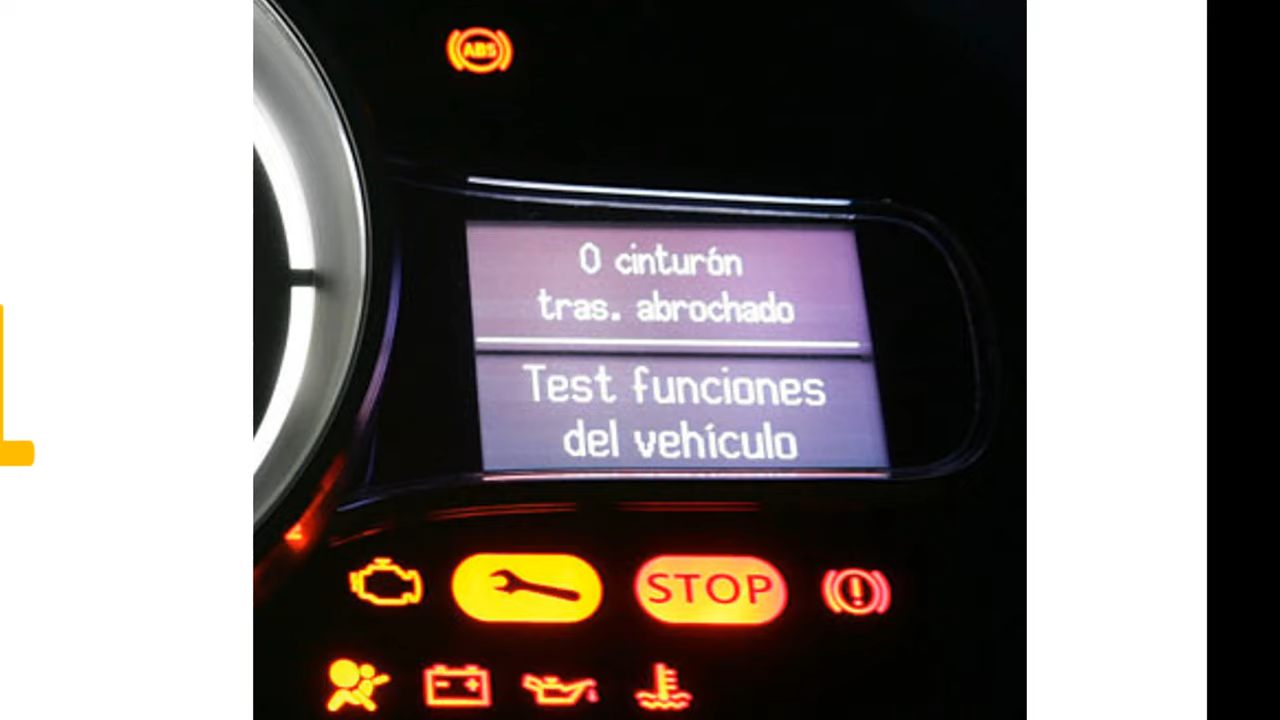 ABS
0 cinturón
tras. abrochado
Test funciones
del vehículo
STOP